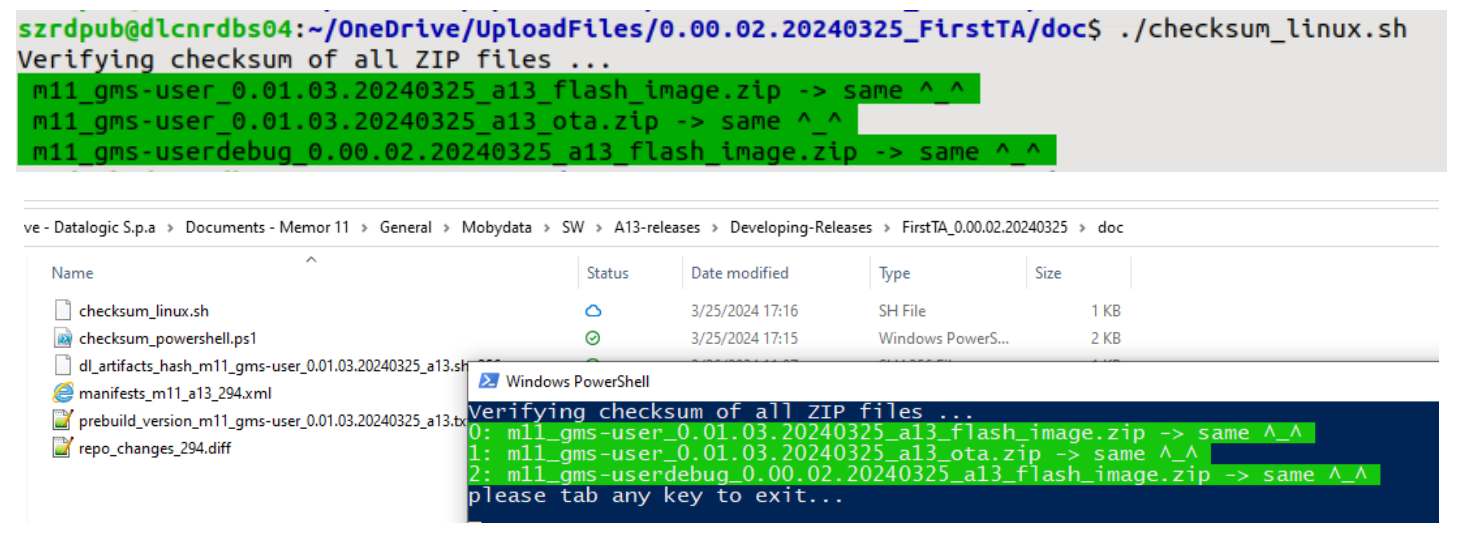 szrdpub@dlcnrdbs04:~/OneDrive/UploadFiles/0.00.02.20240325_FirstTA/doc$ ./checksum_linux.sh
Verifying checksum of all ZIP files ...
m11_gms-user_0.01.03.20240325_a13_flash_image.zip -> same ^_^
m11_gms-user_0.01.03.20240325_a13_ota.zip -> same ^_^
m11_gms-userdebug_0.00.02.20240325_a13_flash_image.zip -> same ^_^
ve - Datalogic S.p.a > Documents - Memor 11 > General > Mobydata > SW > A13-releases > Developing-Releases > FirstTA_0.00.02.20240325 > doc
Name Status Date modified Type Size
checksum_linux.sh 3/25/2024 17:16 SH File 1 KB
checksum_powershell.ps1 3/25/2024 17:15 Windows PowerS... 2 KB
dl_artifacts_hash_m11_gms-user_0.01.03.20240325_a13.sh
manifests_m11_a13_294.xml
prebuild_version_m11_gms-user_0.01.03.20240325_a13.tx
repo_changes_294.diff
Windows PowerShell
Verifying checksum of all ZIP files ...
0: m11_gms-user_0.01.03.20240325_a13_flash_image.zip -> same ^_^
1: m11_gms-user_0.01.03.20240325_a13_ota.zip -> same ^_^
2: m11_gms-userdebug_0.00.02.20240325_a13_flash_image.zip -> same ^_^
please tab any key to exit...